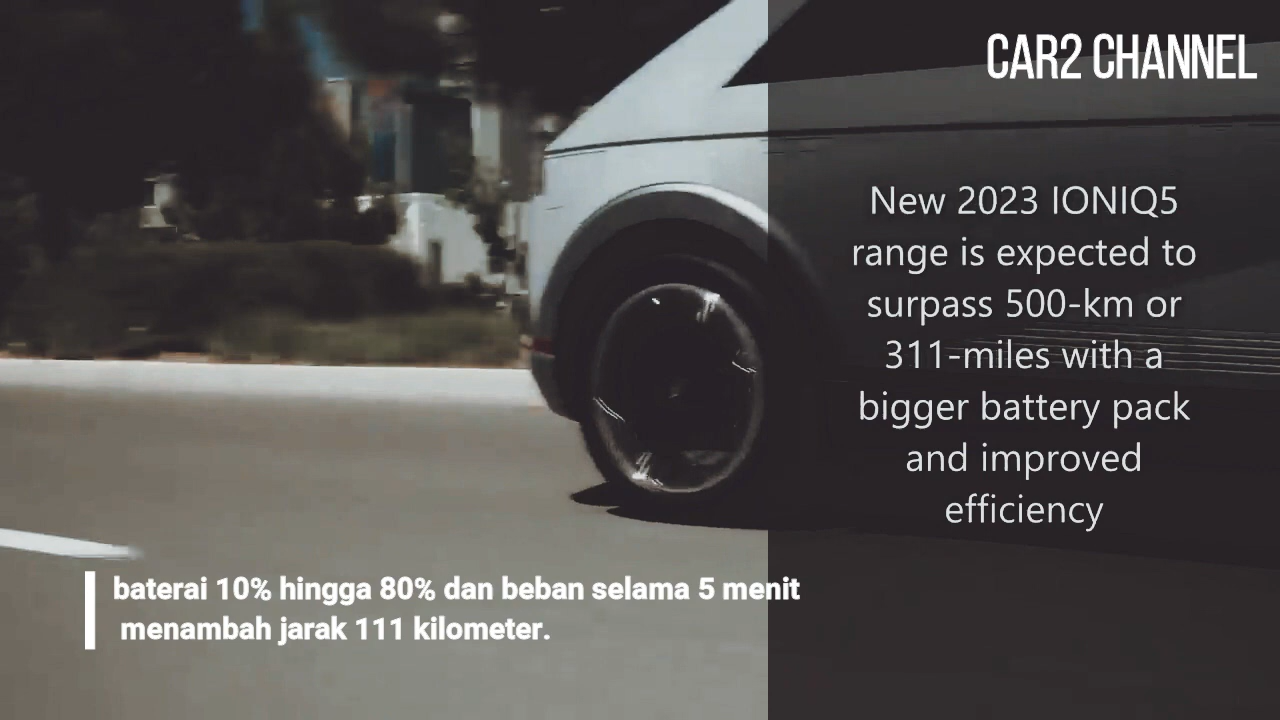 CAR2 CHANNEL
New 2023 IONIQ5
range is expected to
surpass 500-km or
311-miles with a
bigger battery pack
and improved
efficiency
baterai 10% hingga 80% dan beban selama 5 menit
menambah jarak 111 kilometer.